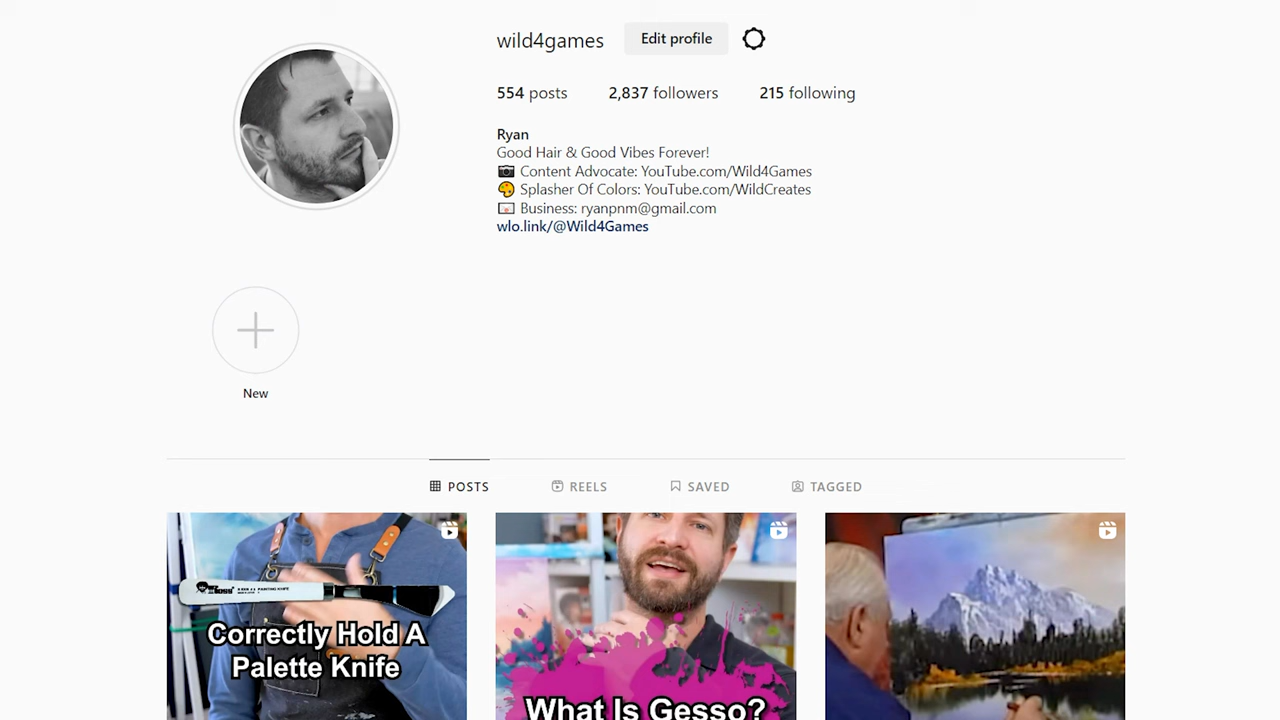 wild4games Edit profile
554 posts 2,837 followers 215 following
Ryan
Good Hair & Good Vibes Forever!
Content Advocate: YouTube.com/Wild4Games
Splasher Of Colors: YouTube.com/WildCreates
Business: ryanpnm@gmail.com
wlo.link/@Wild4Games
New
POSTS REELS SAVED TAGGED
Correctly Hold A
Palette Knife
What Is Gesso?